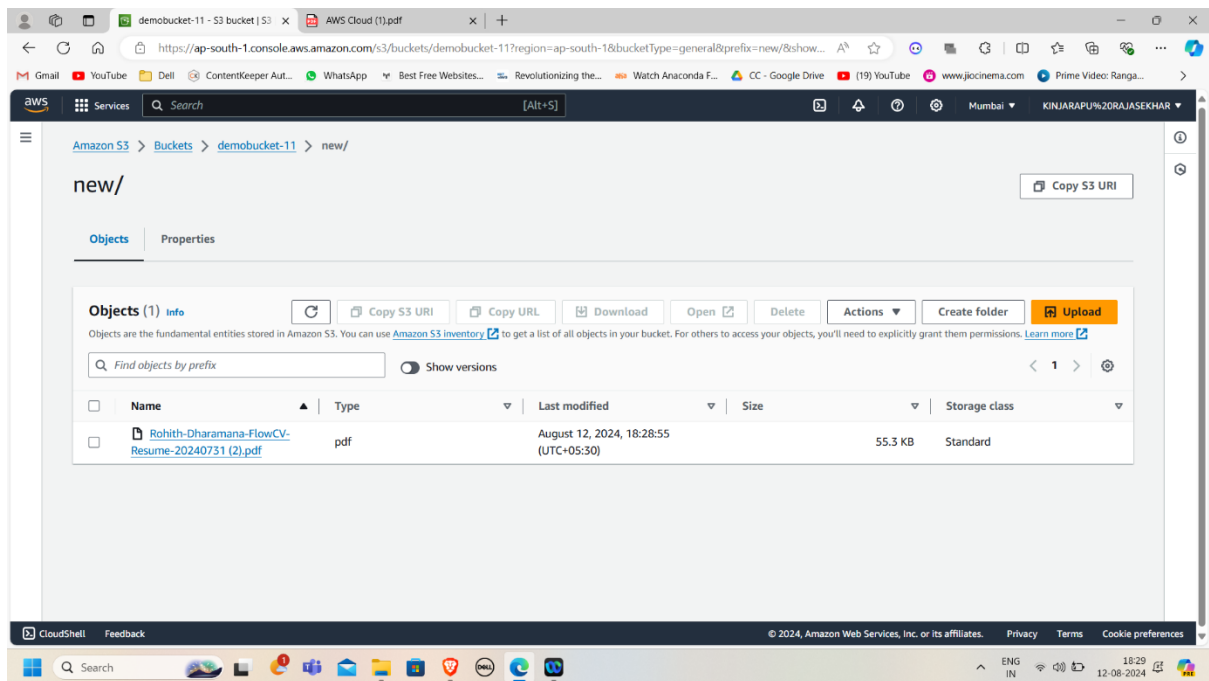 demobucket-11 - S3 bucket | S3
AWS Cloud (1).pdf
https://ap-south-1.console.aws.amazon.com/s3/buckets/demobucket-11?region=ap-south-1&bucketType=general&prefix=new/&show...
Gmail YouTube Dell ContentKeeper Aut... WhatsApp Best Free Websites... Revolutionizing the... Watch Anaconda F... CC - Google Drive (19) YouTube www.jiocinema.com Prime Video: Ranga...
aws Services Search [Alt+S] Mumbai ▼ KINJARAPU%20RAJASEKHAR ▼
Amazon S3 > Buckets > demobucket-11 > new/
new/
Copy S3 URI
Objects Properties
Objects (1) Info Copy S3 URI Copy URL Download Open Delete Actions ▼ Create folder Upload
Objects are the fundamental entities stored in Amazon S3. You can use Amazon S3 inventory to get a list of all objects in your bucket. For others to access your objects, you'll need to explicitly grant them permissions. Learn more
Find objects by prefix Show versions < 1 >
Name Type Last modified Size Storage class
Rohith-Dharamana-FlowCV-
Resume-20240731 (2).pdf
pdf
August 12, 2024, 18:28:55
(UTC+05:30)
55.3 KB
Standard
CloudShell Feedback © 2024, Amazon Web Services, Inc. or its affiliates. Privacy Terms Cookie preferences
Search
ENG
IN
18:29
12-08-2024